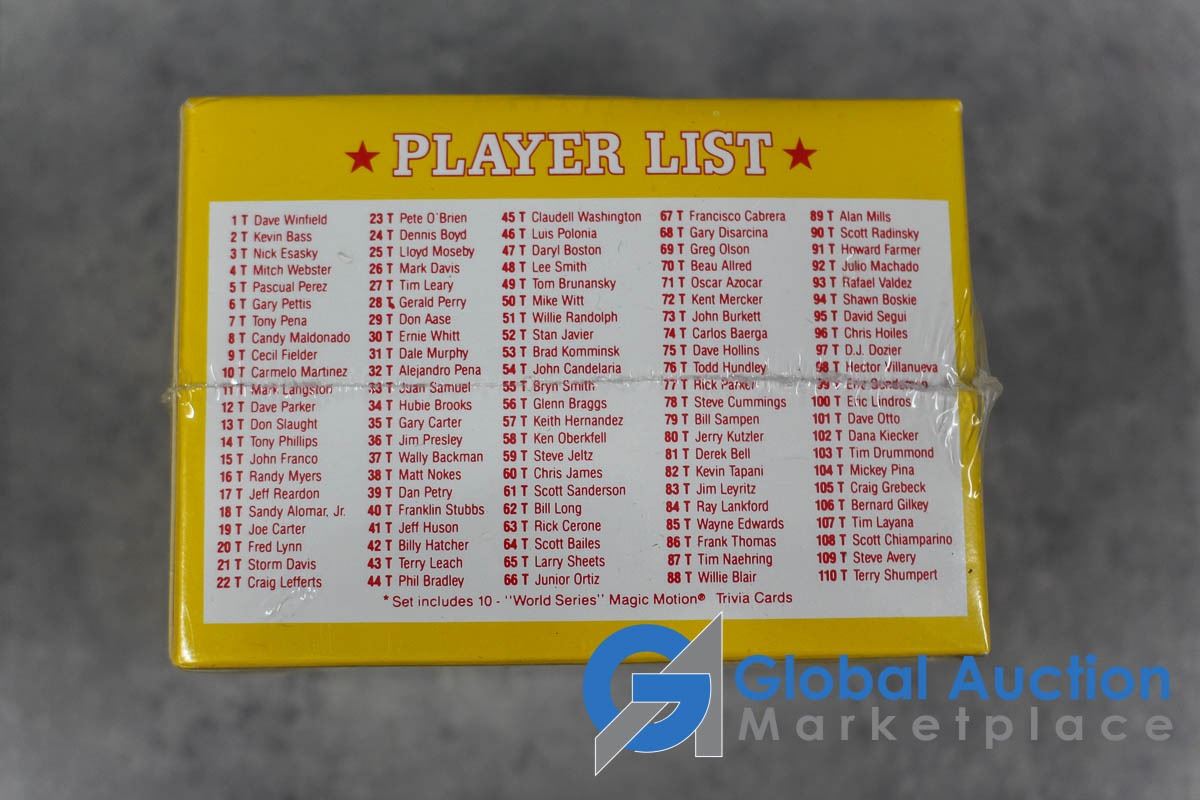 PLAYER LIST
1 T Dave Winfield
2 T Kevin Bass
3 T Nick Esasky
4 T Mitch Webster
5 T Pascual Perez
6 T Gary Pettis
7 T Tony Pena
8 T Candy Maldonado
9 T Cecil Fielder
10 T Carmelo Martinez
11 T Mark Langston
12 T Dave Parker
13 T Don Slaught
14 T Tony Phillips
15 T John Franco
16 T Randy Myers
17 T Jeff Reardon
18 T Sandy Alomar, Jr.
19 T Joe Carter
20 T Fred Lynn
21 T Storm Davis
22 T Craig Lefferts
23 T Pete O'Brien
24 T Dennis Boyd
25 T Lloyd Moseby
26 T Mark Davis
27 T Tim Leary
28 T Gerald Perry
29 T Don Aase
30 T Ernie Whitt
31 T Dale Murphy
32 T Alejandro Pena
33 T Juan Samuel
34 T Hubie Brooks
35 T Gary Carter
36 T Jim Presley
37 T Wally Backman
38 T Matt Nokes
39 T Dan Petry
40 T Franklin Stubbs
41 T Jeff Huson
42 T Billy Hatcher
43 T Terry Leach
44 T Phil Bradley
45 T Claudell Washington
46 T Luis Polonia
47 T Daryl Boston
48 T Lee Smith
49 T Tom Brunansky
50 T Mike Witt
51 T Willie Randolph
52 T Stan Javier
53 T Brad Komminsk
54 T John Candelaria
55 T Bryn Smith
56 T Glenn Braggs
57 T Keith Hernandez
58 T Ken Oberkfell
59 T Steve Jeltz
60 T Chris James
61 T Scott Sanderson
62 T Bill Long
63 T Rick Cerone
64 T Scott Bailes
65 T Larry Sheets
66 T Junior Ortiz
67 T Francisco Cabrera
68 T Gary Disarcina
69 T Greg Olson
70 T Beau Allred
71 T Oscar Azocar
72 T Kent Mercker
73 T John Burkett
74 T Carlos Baerga
75 T Dave Hollins
76 T Todd Hundley
77 T Rick Parker
78 T Steve Cummings
79 T Bill Sampen
80 T Jerry Kutzler
81 T Derek Bell
82 T Kevin Tapani
83 T Jim Leyritz
84 T Ray Lankford
85 T Wayne Edwards
86 T Frank Thomas
87 T Tim Naehring
88 T Willie Blair
89 T Alan Mills
90 T Scott Radinsky
91 T Howard Farmer
92 T Julio Machado
93 T Rafael Valdez
94 T Shawn Boskie
95 T David Segui
96 T Chris Hoiles
97 T D.J. Dozier
98 T Hector Villanueva
99 T Eric Gunderson
100 T Eric Lindros
101 T Dave Otto
102 T Dana Kiecker
103 T Tim Drummond
104 T Mickey Pina
105 T Craig Grebeck
106 T Bernard Gilkey
107 T Tim Layana
108 T Scott Chiamparino
109 T Steve Avery
110 T Terry Shumpert
*Set includes 10 - "World Series" Magic Motion® Trivia Cards
Global Auction
Marketplace